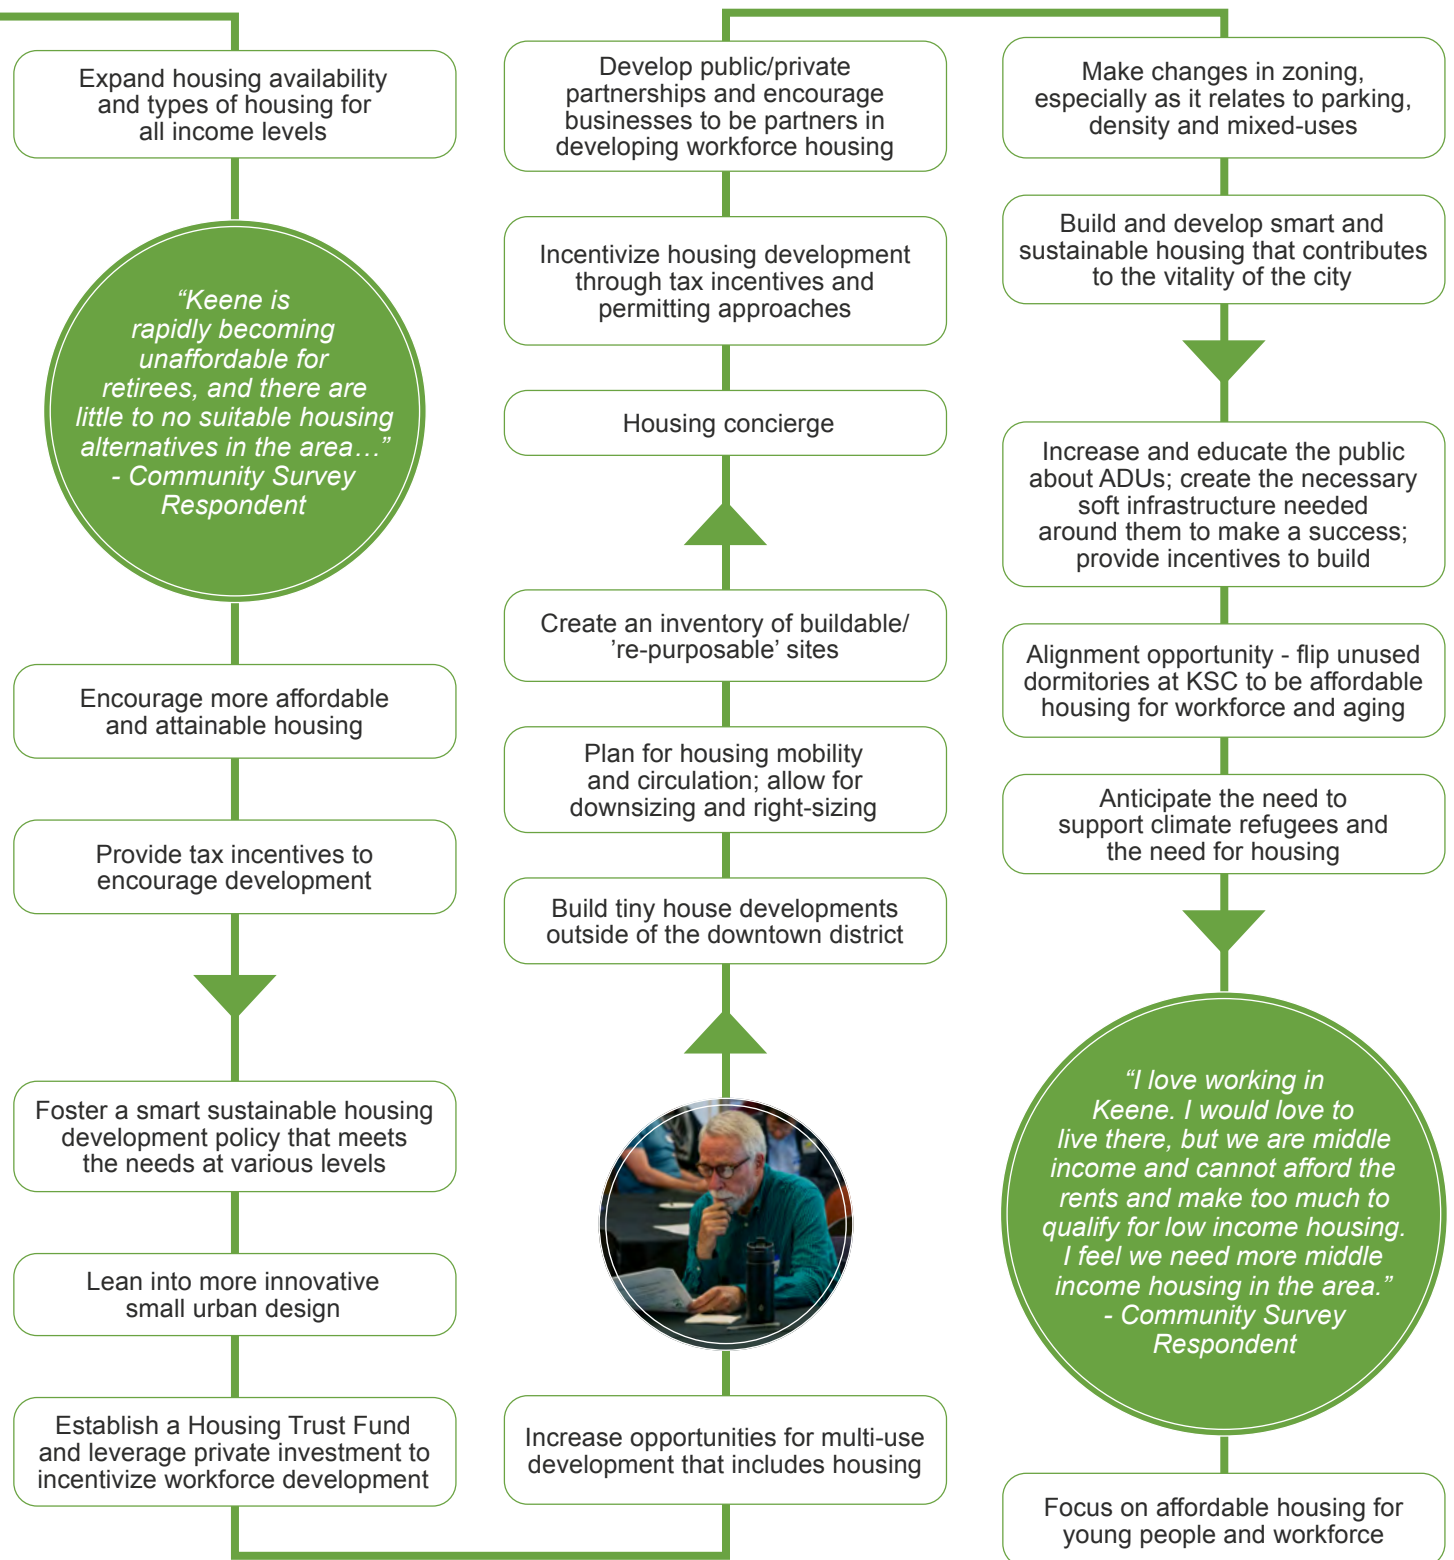 Expand housing availability
and types of housing for
all income levels
“Keene is
rapidly becoming
unaffordable for
retirees, and there are
little to no suitable housing
alternatives in the area…”
- Community Survey
Respondent
Encourage more affordable
and attainable housing
Provide tax incentives to
encourage development
Foster a smart sustainable housing
development policy that meets
the needs at various levels
Lean into more innovative
small urban design
Establish a Housing Trust Fund
and leverage private investment to
incentivize workforce development
Increase opportunities for multi-use
development that includes housing
Build tiny house developments
outside of the downtown district
Plan for housing mobility
and circulation; allow for
downsizing and right-sizing
Create an inventory of buildable/
’re-purposable’ sites
Housing concierge
Incentivize housing development
through tax incentives and
permitting approaches
Develop public/private
partnerships and encourage
businesses to be partners in
developing workforce housing
Make changes in zoning,
especially as it relates to parking,
density and mixed-uses
Build and develop smart and
sustainable housing that contributes
to the vitality of the city
Increase and educate the public
about ADUs; create the necessary
soft infrastructure needed
around them to make a success;
provide incentives to build
Alignment opportunity - flip unused
dormitories at KSC to be affordable
housing for workforce and aging
Anticipate the need to
support climate refugees and
the need for housing
“I love working in
Keene. I would love to
live there, but we are middle
income and cannot afford the
rents and make too much to
qualify for low income housing.
I feel we need more middle
income housing in the area.”
- Community Survey
Respondent
Focus on affordable housing for
young people and workforce